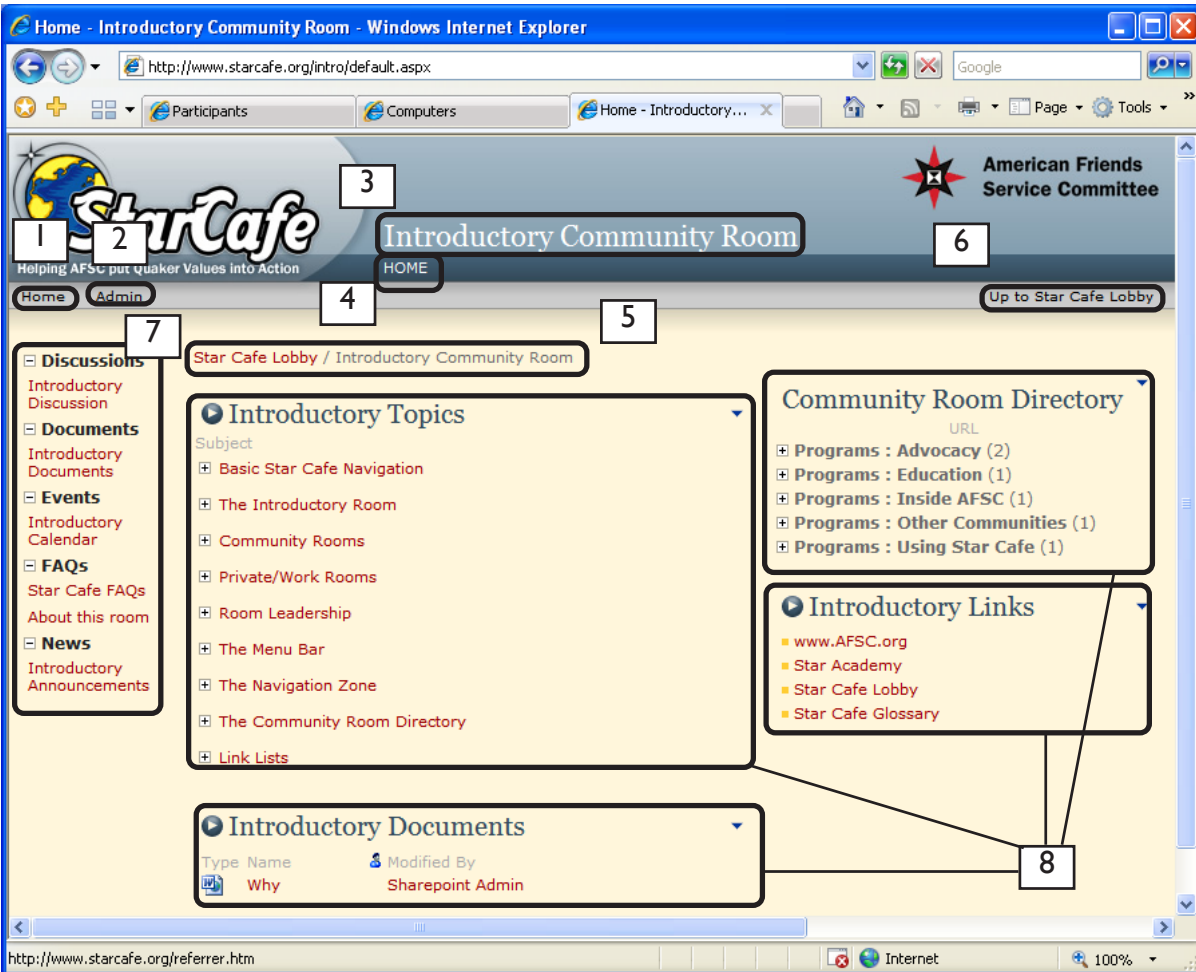 Home - Introductory Community Room - Windows Internet Explorer
http://www.starcafe.org/intro/default.aspx
Google
Participants
Computers
Home - Introductory...
Page
Tools
»
StarCafe
Helping AFSC put Quaker Values into Action
American Friends
Service Committee
1
2
3
Introductory Community Room
6
HOME
4
Home
Admin
Up to Star Cafe Lobby
5
7
Star Cafe Lobby / Introductory Community Room
Discussions
Introductory
Discussion
Documents
Introductory
Documents
Events
Introductory
Calendar
FAQs
Star Cafe FAQs
About this room
News
Introductory
Announcements
Introductory Topics
Subject
Basic Star Cafe Navigation
The Introductory Room
Community Rooms
Private/Work Rooms
Room Leadership
The Menu Bar
The Navigation Zone
The Community Room Directory
Link Lists
Community Room Directory
URL
Programs : Advocacy (2)
Programs : Education (1)
Programs : Inside AFSC (1)
Programs : Other Communities (1)
Programs : Using Star Cafe (1)
Introductory Links
www.AFSC.org
Star Academy
Star Cafe Lobby
Star Cafe Glossary
Introductory Documents
Type Name Modified By
Why Sharepoint Admin
8
http://www.starcafe.org/referrer.htm
Internet
100%